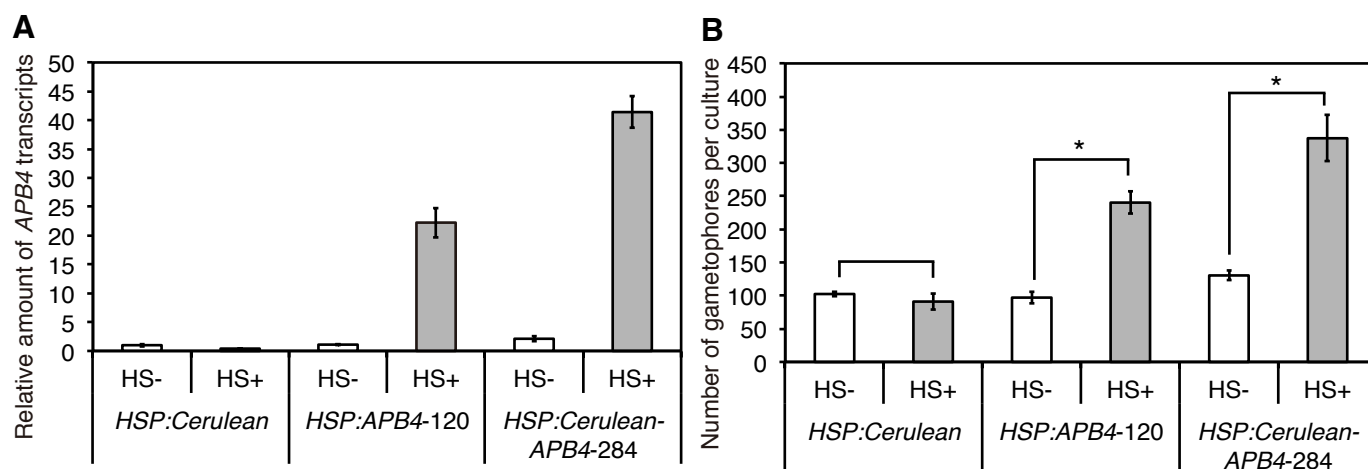 A
Relative amount of APB4 transcripts
50
45
40
35
30
25
20
15
10
5
0
HS- HS+ HS- HS+ HS- HS+
HSP:Cerulean HSP:APB4-120 HSP:Cerulean-
APB4-284
B
Number of gametophores per culture
450
400
350
300
250
200
150
100
50
0
*
*
HS- HS+ HS- HS+ HS- HS+
HSP:Cerulean HSP:APB4-120 HSP:Cerulean-
APB4-284